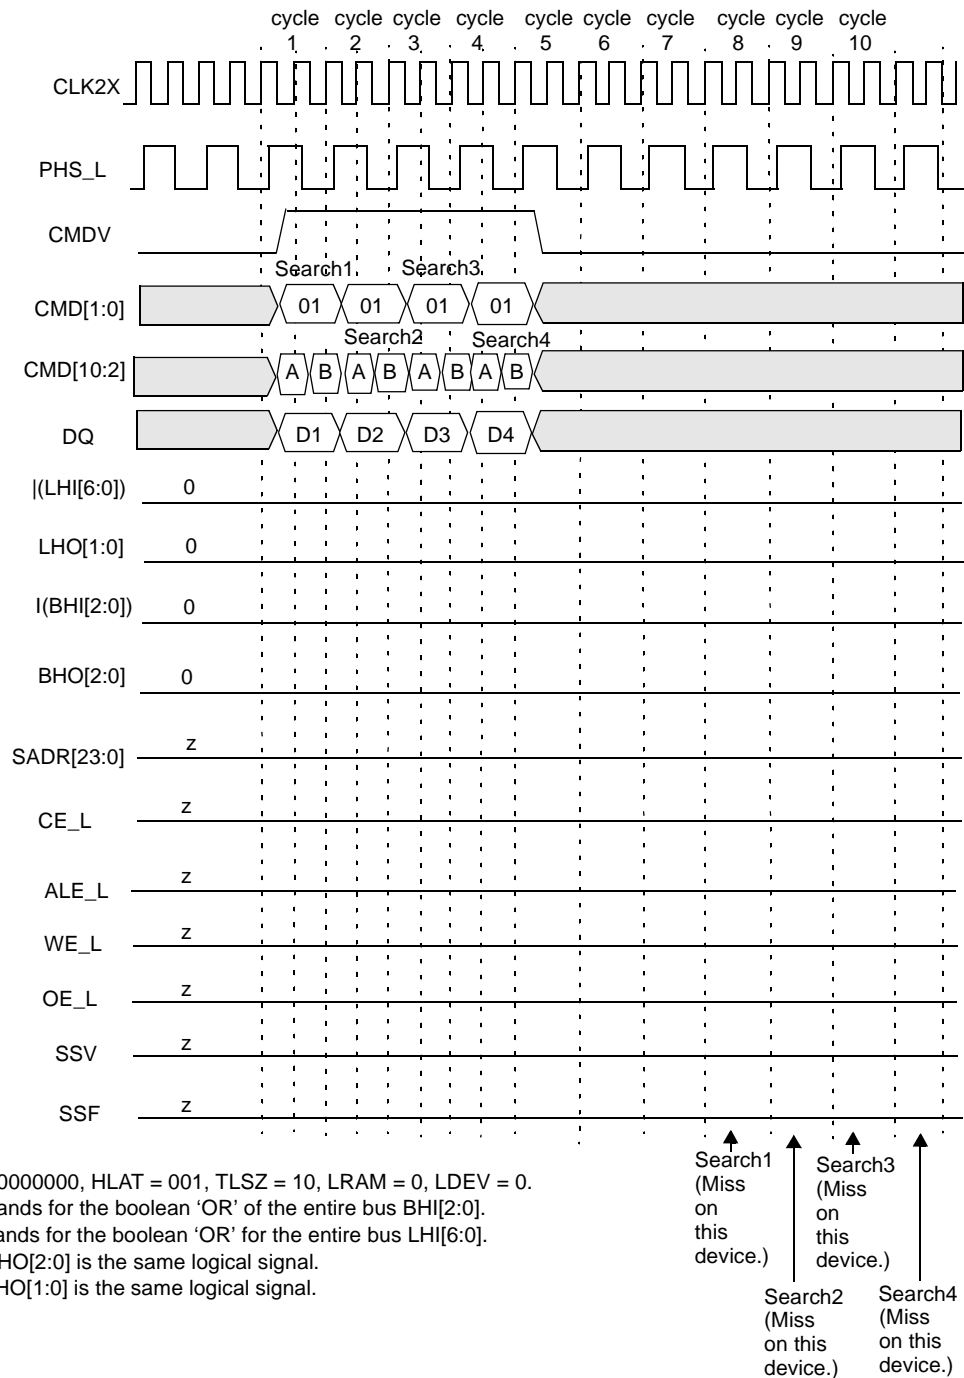 cycle cycle cycle cycle cycle cycle cycle cycle cycle cycle
1 2 3 4 5 6 7 8 9 10
CLK2X
PHS_L
CMDV
Search1 Search3
CMD[1:0] 01 01 01 01
Search2 Search4
CMD[10:2] A B A B A B A B
DQ D1 D2 D3 D4
|(LHI[6:0]) 0
LHO[1:0] 0
I(BHI[2:0]) 0
BHO[2:0] 0
SADR[23:0] z
CE_L z
ALE_L z
WE_L z
OE_L z
SSV z
SSF z
0000000, HLAT = 001, TLSZ = 10, LRAM = 0, LDEV = 0.
ands for the boolean ‘OR’ of the entire bus BHI[2:0].
ands for the boolean ‘OR’ for the entire bus LHI[6:0].
HO[2:0] is the same logical signal.
HO[1:0] is the same logical signal.
Search1
(Miss
on
this
device.)
Search3
(Miss
on
this
device.)
Search2
(Miss
on this
device.)
Search4
(Miss
on this
device.)